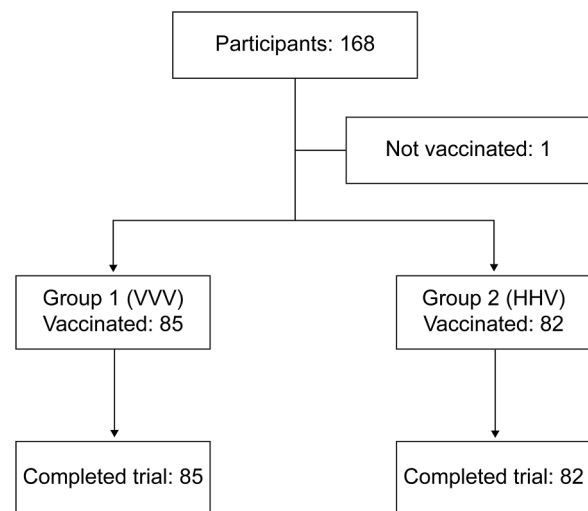 Participants: 168
Not vaccinated: 1
Group 1 (VVV)
Vaccinated: 85
Group 2 (HHV)
Vaccinated: 82
Completed trial: 85
Completed trial: 82